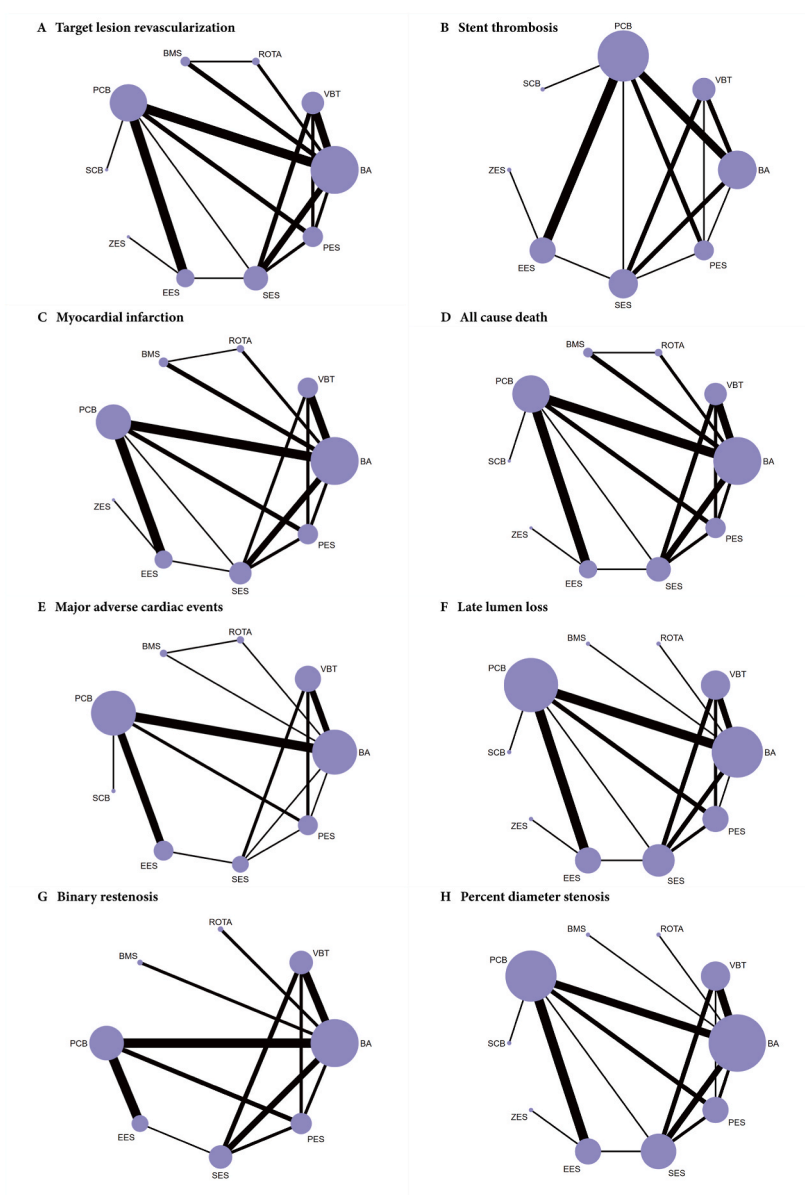 A Target lesion revascularization
BMS
ROTA
PCB
VBT
SCB
BA
ZES
PES
EES
SES
B Stent thrombosis
PCB
SCB
VBT
ZES
BA
EES
PES
SES
C Myocardial infarction
ROTA
BMS
VBT
PCB
BA
ZES
PES
EES
SES
D All cause death
BMS
ROTA
PCB
VBT
SCB
BA
ZES
PES
EES
SES
E Major adverse cardiac events
ROTA
BMS
VBT
PCB
BA
SCB
PES
EES
SES
F Late lumen loss
BMS
ROTA
PCB
VBT
SCB
BA
ZES
PES
EES
SES
G Binary restenosis
ROTA
BMS
VBT
PCB
BA
EES
PES
SES
H Percent diameter stenosis
BMS
ROTA
PCB
VBT
SCB
BA
ZES
PES
EES
SES